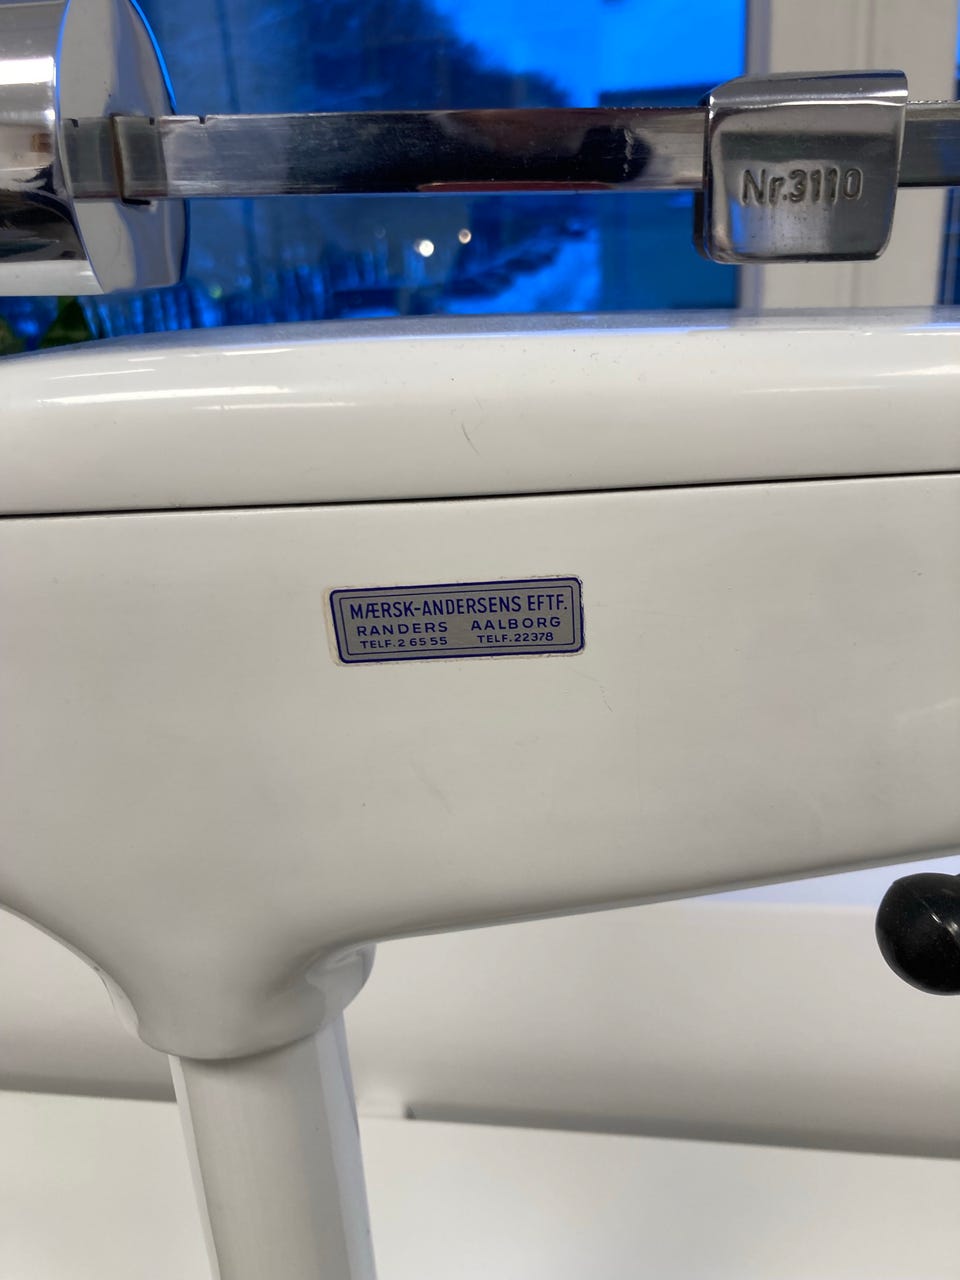 Nr.3110
MÆRSK-ANDERSENS EFTF.
RANDERS AALBORG
TELF. 2 65 55 TELF. 22378